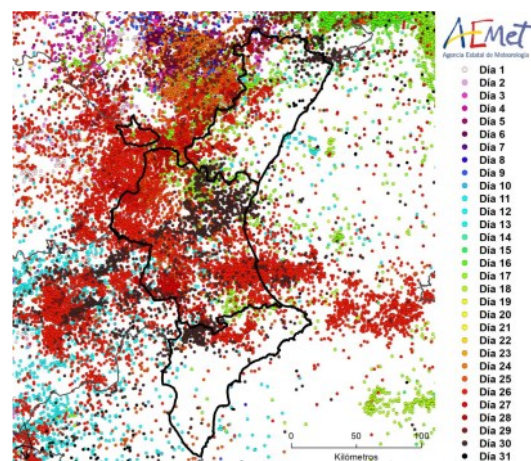 AEMet
Agencia Estatal de Meteorología
Día 1
Día 2
Día 3
Día 4
Día 5
Día 6
Día 7
Día 8
Día 9
Día 10
Día 11
Día 12
Día 13
Día 14
Día 15
Día 16
Día 17
Día 18
Día 19
Día 20
Día 21
Día 22
Día 23
Día 24
Día 25
Día 26
Día 27
Día 28
Día 29
Día 30
Día 31
0 50 100
Kilómetros